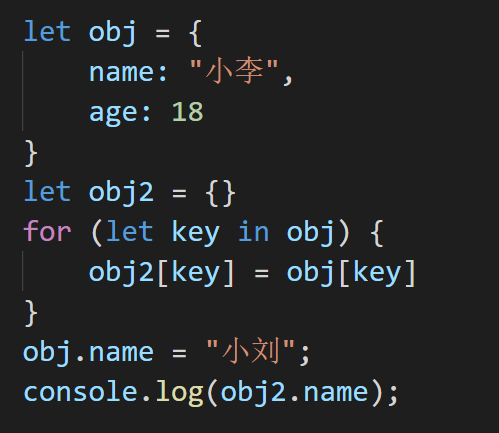 let obj = {
    name: "小李",
    age: 18
}
let obj2 = {}
for (let key in obj) {
    obj2[key] = obj[key]
}
obj.name = "小刘";
console.log(obj2.name);